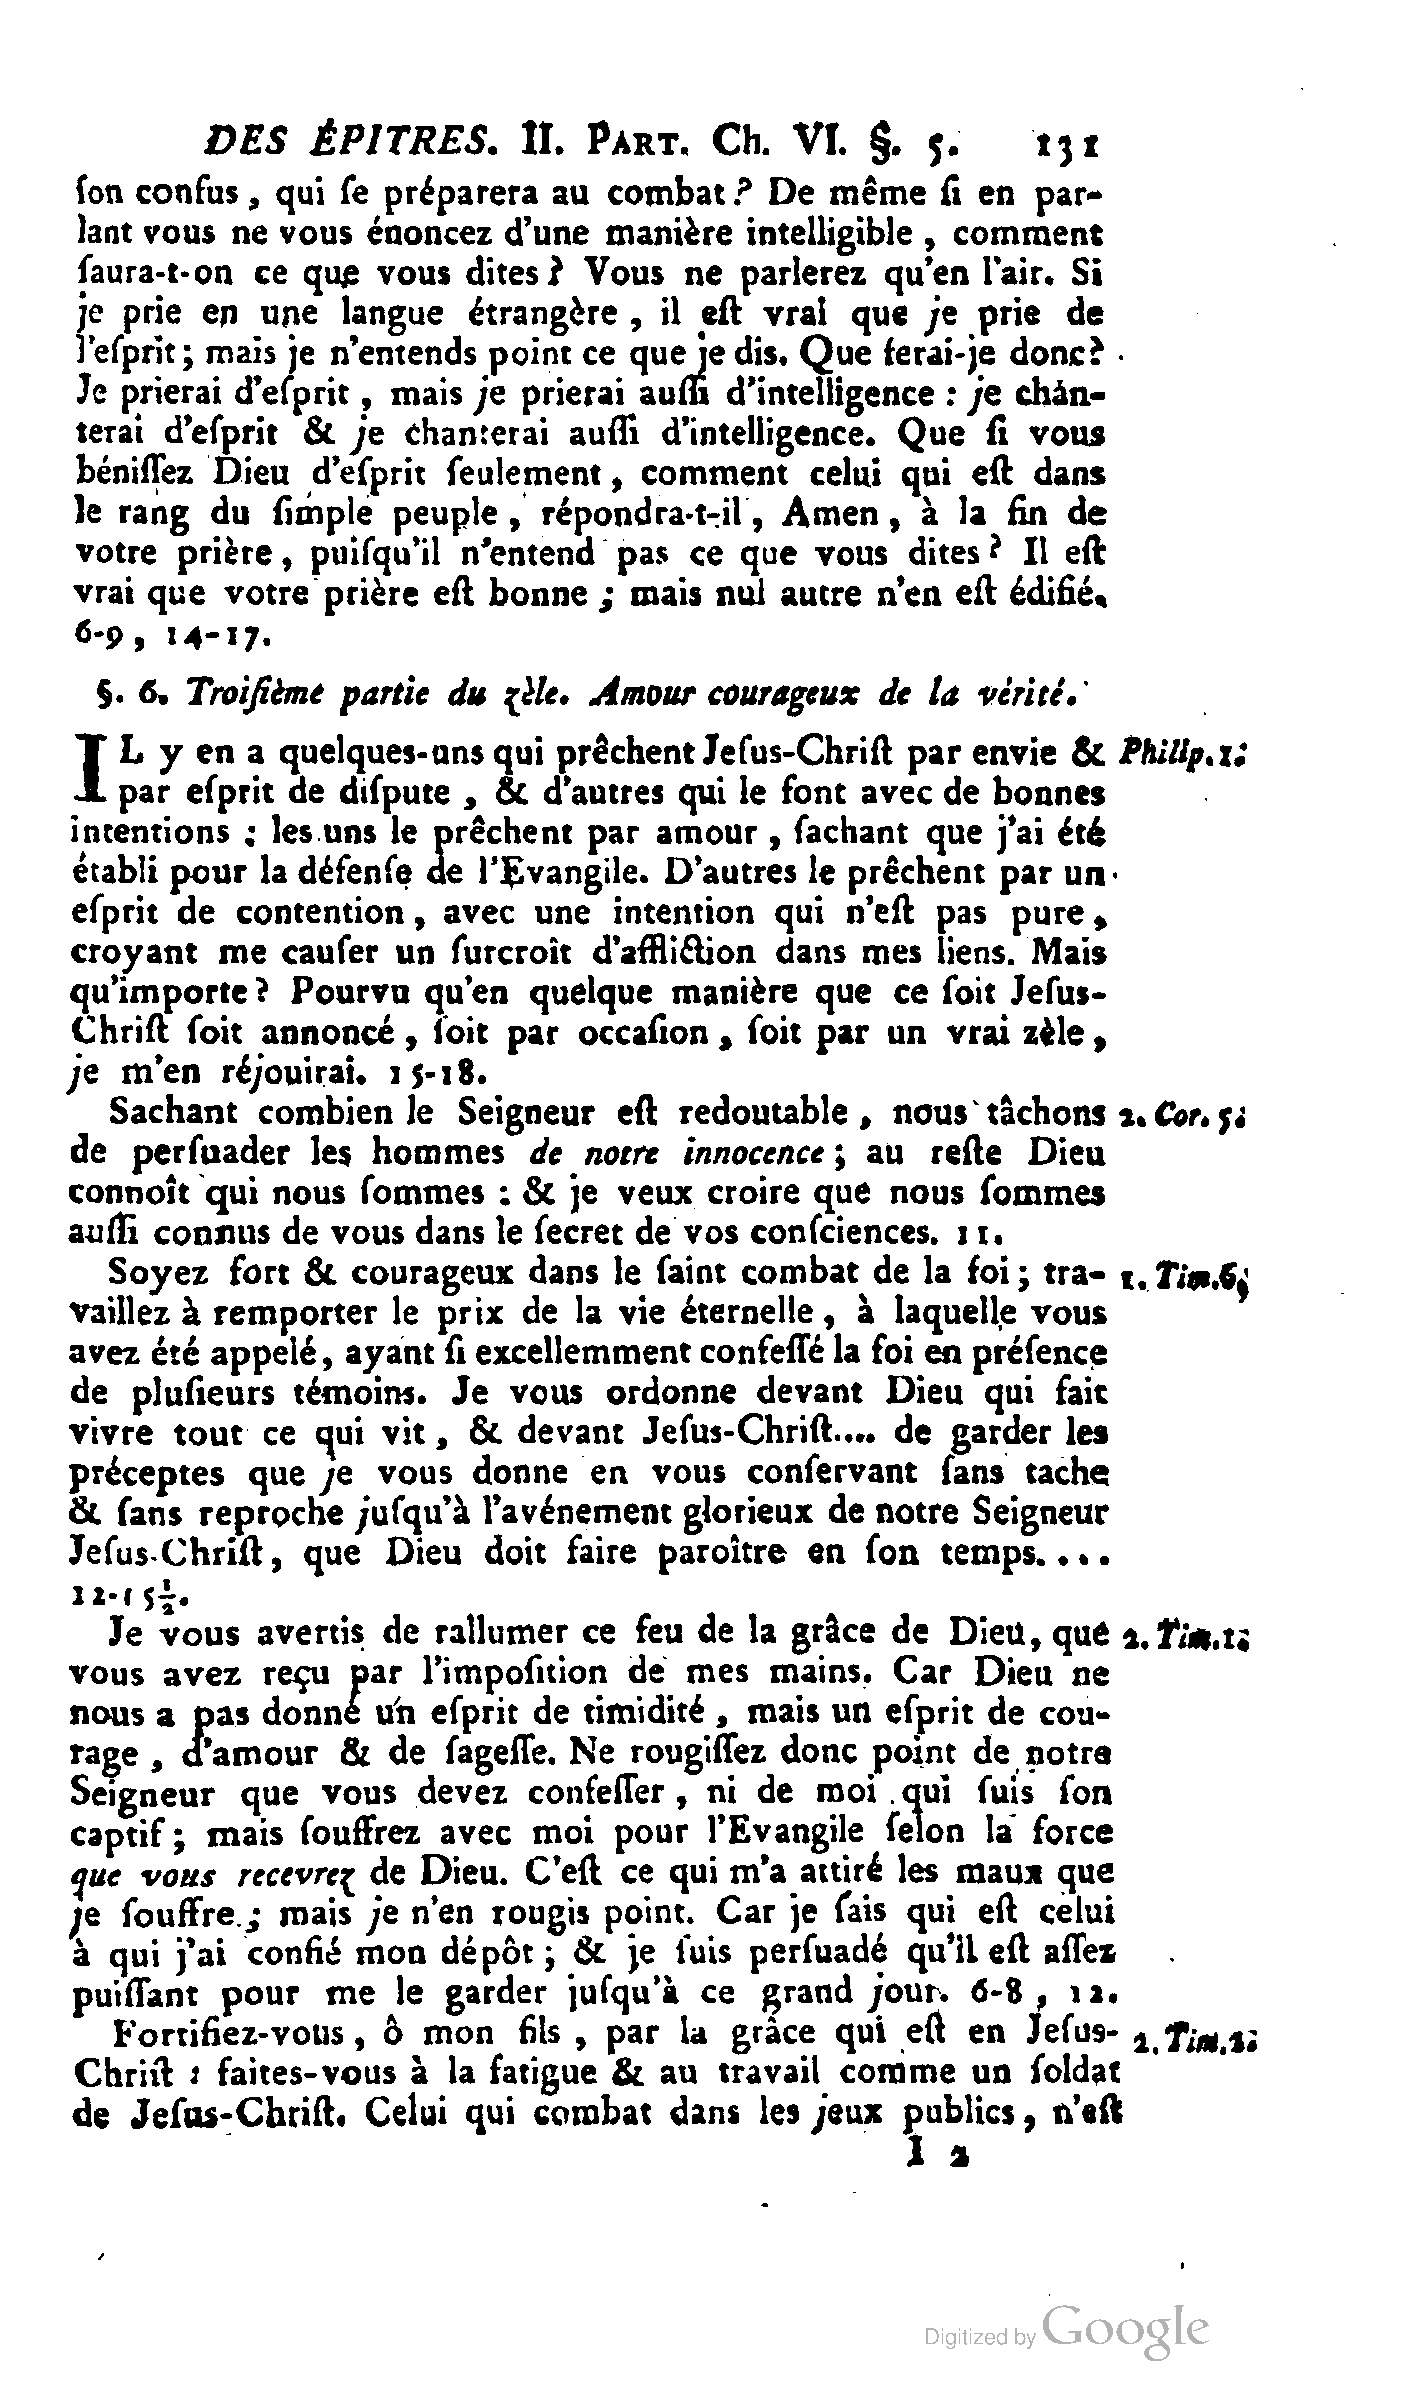 DES ÉPITRES. II. PART. Ch. VI. §. 5. 131
ſon confus, qui ſe préparera au combat? De même ſi en par-
lant vous ne vous énoncez d'une manière intelligible, comment
ſaura-t-on ce que vous dites? Vous ne parlerez qu'en l'air. Si
je prie en une langue étrangère, il eſt vrai que je prie de
l'eſprit; mais je n'entends point ce que je dis. Que ferai-je donc?
Je prierai d'eſprit, mais je prierai auſſi d'intelligence: je chan-
terai d'eſprit & je chanterai auſſi d'intelligence. Que ſi vous
béniſſez Dieu d'eſprit ſeulement, comment celui qui eſt dans
le rang du ſimple peuple, répondra-t-il, Amen, à la fin de
votre prière, puiſqu'il n'entend pas ce que vous dites? Il eſt
vrai que votre prière eſt bonne; mais nul autre n'en eſt édifié.
6-9, 14-17.
§. 6. Troiſième partie du zèle. Amour courageux de la vérité.
IL y en a quelques-uns qui prêchent Jeſus-Chriſt par envie & Philip. 1.
par eſprit de diſpute, & d'autres qui le font avec de bonnes
intentions: les uns le prêchent par amour, ſachant que j'ai été
établi pour la défenſe de l'Evangile. D'autres le prêchent par un
eſprit de contention, avec une intention qui n'eſt pas pure,
croyant me cauſer un ſurcroît d'affliction dans mes liens. Mais
qu'importe? Pourvu qu'en quelque manière que ce ſoit Jeſus-
Chriſt ſoit annoncé, ſoit par occaſion, ſoit par un vrai zèle,
je m'en réjouirai. 15-18.
Sachant combien le Seigneur eſt redoutable, nous tâchons 2. Cor. 5.
de perſuader les hommes de notre innocence; au reſte Dieu
connoît qui nous ſommes: & je veux croire que nous ſommes
auſſi connus de vous dans le ſecret de vos conſciences. 11.
Soyez fort & courageux dans le ſaint combat de la foi; tra- 1. Tim. 6.
vaillez à remporter le prix de la vie éternelle, à laquelle vous
avez été appelé, ayant ſi excellemment confeſſé la foi en préſence
de pluſieurs témoins. Je vous ordonne devant Dieu qui fait
vivre tout ce qui vit, & devant Jeſus-Chriſt.... de garder les
préceptes que je vous donne en vous conſervant ſans tache
& ſans reproche juſqu'à l'avénement glorieux de notre Seigneur
Jeſus-Chriſt, que Dieu doit faire paroître en ſon temps....
12-15½.
Je vous avertis de rallumer ce feu de la grâce de Dieu, que 2. Tim. 1.
vous avez reçu par l'impoſition de mes mains. Car Dieu ne
nous a pas donné un eſprit de timidité, mais un eſprit de cou-
rage, d'amour & de ſageſſe. Ne rougiſſez donc point de notre
Seigneur que vous devez confeſſer, ni de moi qui ſuis ſon
captif; mais ſouffrez avec moi pour l'Evangile ſelon la force
que vous recevrez de Dieu. C'eſt ce qui m'a attiré les maux que
je ſouffre; mais je n'en rougis point. Car je ſais qui eſt celui
à qui j'ai confié mon dépôt; & je ſuis perſuadé qu'il eſt aſſez
puiſſant pour me le garder juſqu'à ce grand jour. 6-8, 12.
Fortifiez-vous, ô mon fils, par la grâce qui eſt en Jeſus- 2. Tim. 2.
Chriſt: faites-vous à la fatigue & au travail comme un ſoldat
de Jeſus-Chriſt. Celui qui combat dans les jeux publics, n'eſt
I 2
Digitized by Google